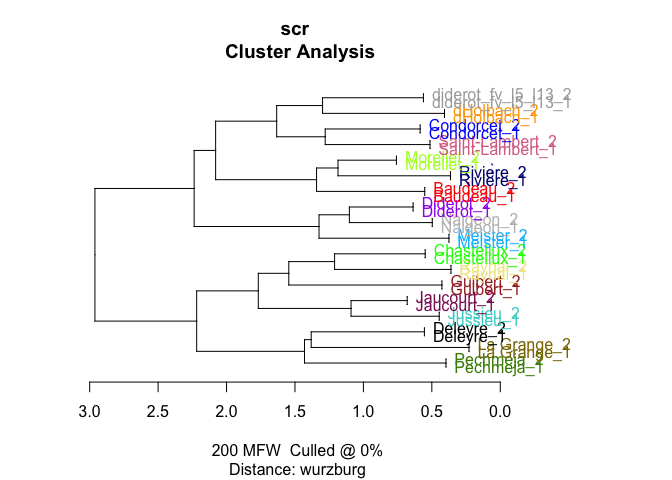 scr
Cluster Analysis
diderot_fv_l5_l13_2
diderot_fv_l5_l13_1
dHolbach_2
dHolbach_1
Condorcet_2
Condorcet_1
Saint-Lambert_2
Saint-Lambert_1
Morellet_2
Morellet_1
Riviere_2
Riviere_1
Baudeau_2
Baudeau_1
Diderot_2
Diderot_1
Naigeon_2
Naigeon_1
Meister_2
Meister_1
Chastellux_2
Chastellux_1
Raynal_2
Raynal_1
Guibert_2
Guibert_1
Jaucourt_2
Jaucourt_1
Jussieu_2
Jussieu_1
Deleyre_2
Deleyre_1
La Grange_2
La Grange_1
Pechmeja_2
Pechmeja_1
3.0 2.5 2.0 1.5 1.0 0.5 0.0
200 MFW Culled @ 0%
Distance: wurzburg